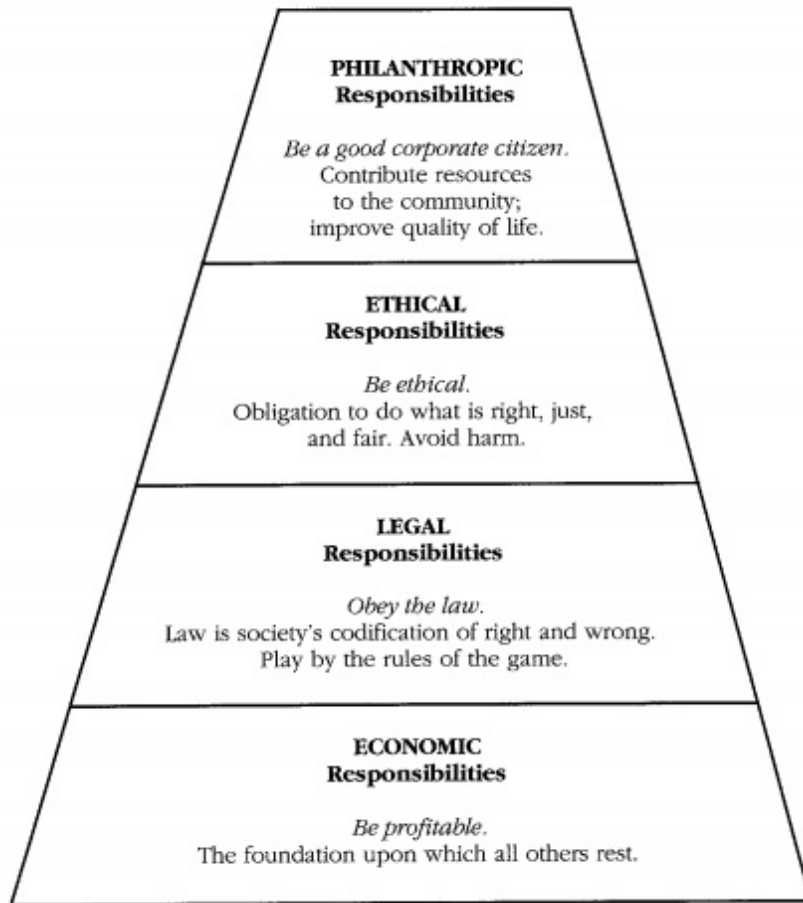 PHILANTHROPIC
Responsibilities
Be a good corporate citizen.
Contribute resources
to the community;
improve quality of life.
ETHICAL
Responsibilities
Be ethical.
Obligation to do what is right, just,
and fair. Avoid harm.
LEGAL
Responsibilities
Obey the law.
Law is society's codification of right and wrong.
Play by the rules of the game.
ECONOMIC
Responsibilities
Be profitable.
The foundation upon which all others rest.